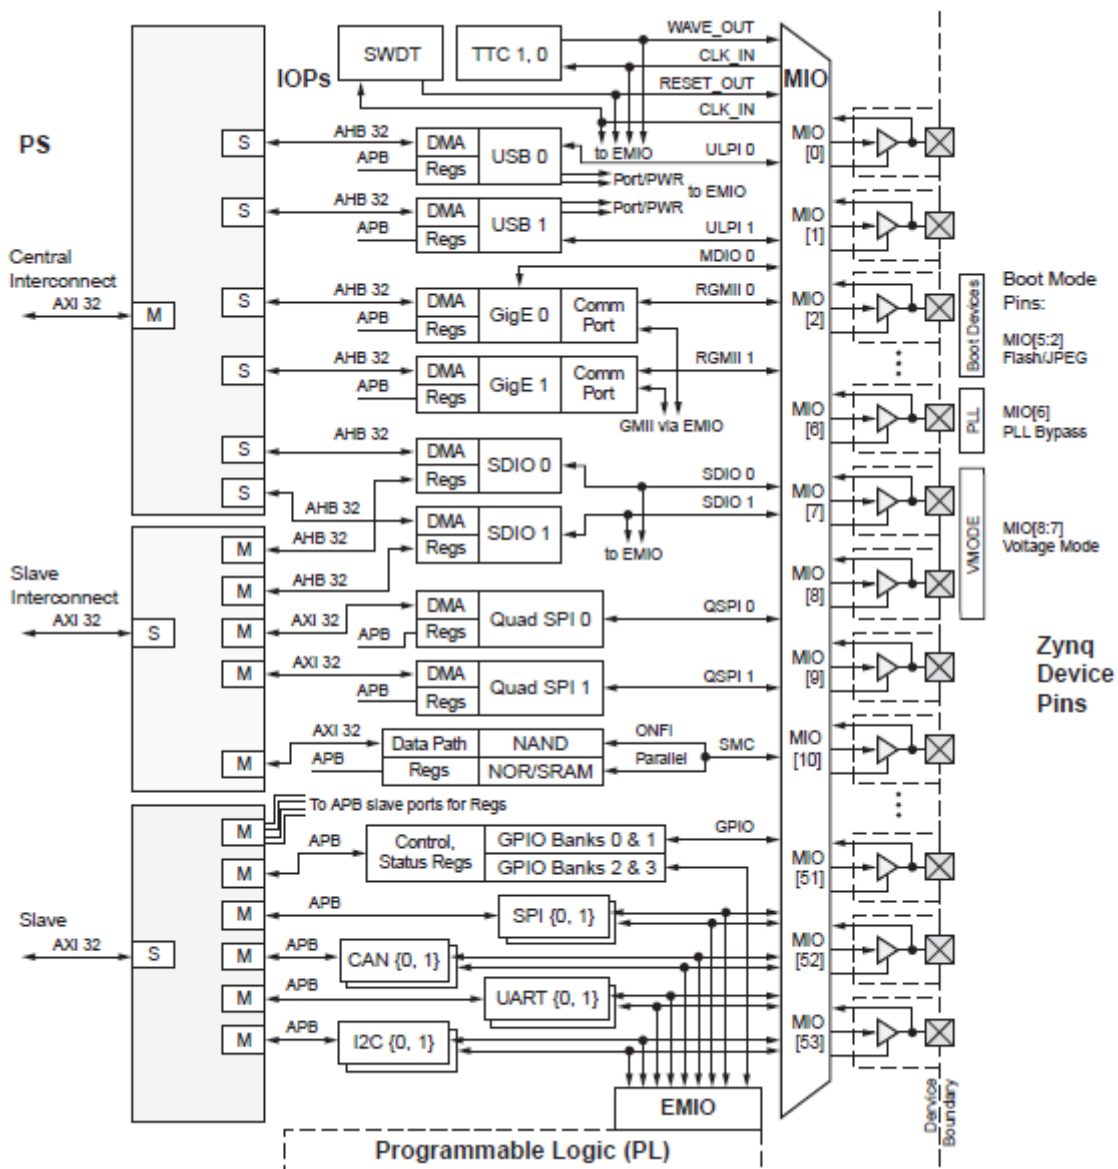 WAVE_OUT
SWDT
TTC 1, 0
CLK_IN
IOPs
MIO
RESET_OUT
CLK_IN
PS
S
AHB 32
DMA
USB 0
to EMIO
ULPI 0
MIO
[0]
APB
Regs
Port/PWR
to EMIO
S
AHB 32
DMA
USB 1
Port/PWR
APB
Regs
ULPI 1
MIO
[1]
MDIO 0
Central
Interconnect
AXI 32
M
S
AHB 32
DMA
GigE 0
Comm
Port
RGMII 0
MIO
[2]
APB
Regs
Boot Devices
Boot Mode
Pins:
MIO[5:2]
Flash/JPEG
S
AHB 32
DMA
GigE 1
Comm
Port
RGMII 1
APB
Regs
GMII via EMIO
MIO
[6]
PLL
MIO[6]
PLL Bypass
S
AHB 32
DMA
SDIO 0
Regs
SDIO 0
S
AHB 32
DMA
SDIO 1
Regs
SDIO 1
MIO
[7]
to EMIO
VMODE
MIO[8:7]
Voltage Mode
M
M
AHB 32
Slave
Interconnect
AXI 32
S
M
AXI 32
DMA
Quad SPI 0
APB
Regs
QSPI 0
MIO
[8]
M
AXI 32
DMA
Quad SPI 1
APB
Regs
QSPI 1
MIO
[9]
Zynq
Device
Pins
M
AXI 32
Data Path
NAND
ONFI
APB
Regs
NOR/SRAM
Parallel
SMC
MIO
[10]
M
To APB slave ports for Regs
M
APB
Control,
Status Regs
GPIO Banks 0 & 1
GPIO Banks 2 & 3
GPIO
MIO
[51]
Slave
AXI 32
S
M
APB
SPI {0, 1}
M
APB
CAN {0, 1}
MIO
[52]
M
APB
UART {0, 1}
M
APB
I2C {0, 1}
MIO
[53]
EMIO
Programmable Logic (PL)
Dervice
Boundary